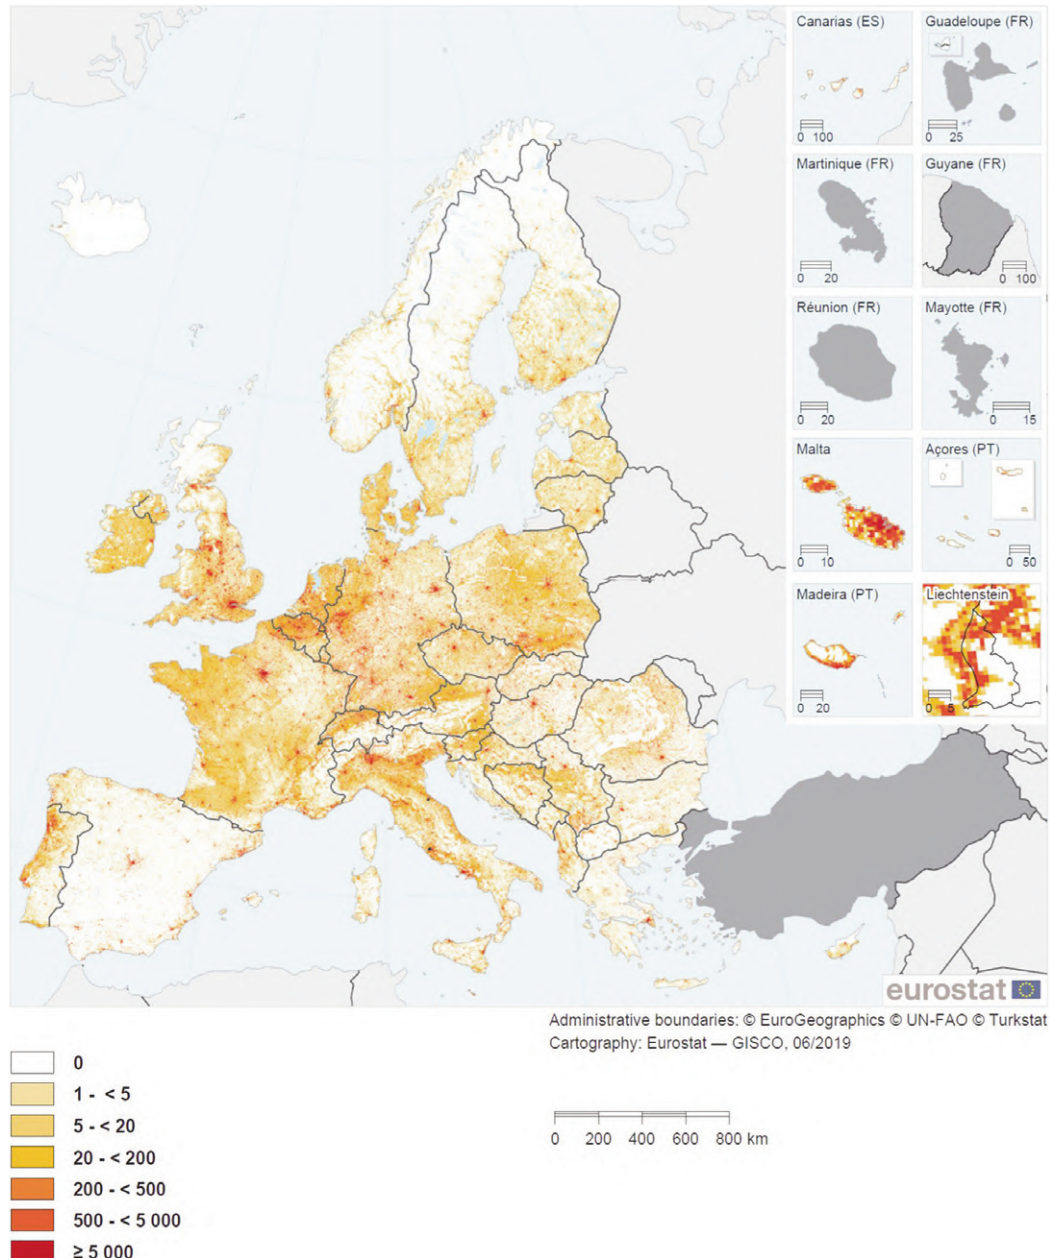 Canarias (ES)
0 100
Guadeloupe (FR)
0 25
Martinique (FR)
0 20
Guyane (FR)
0 100
Réunion (FR)
0 20
Mayotte (FR)
0 15
Malta
0 10
Açores (PT)
0 50
Madeira (PT)
0 20
Liechtenstein
0 5
eurostat
Administrative boundaries: © EuroGeographics © UN-FAO © Turkstat
Cartography: Eurostat — GISCO, 06/2019
0
1 - < 5
5 - < 20
20 - < 200
200 - < 500
500 - < 5 000
≥ 5 000
0 200 400 600 800 km